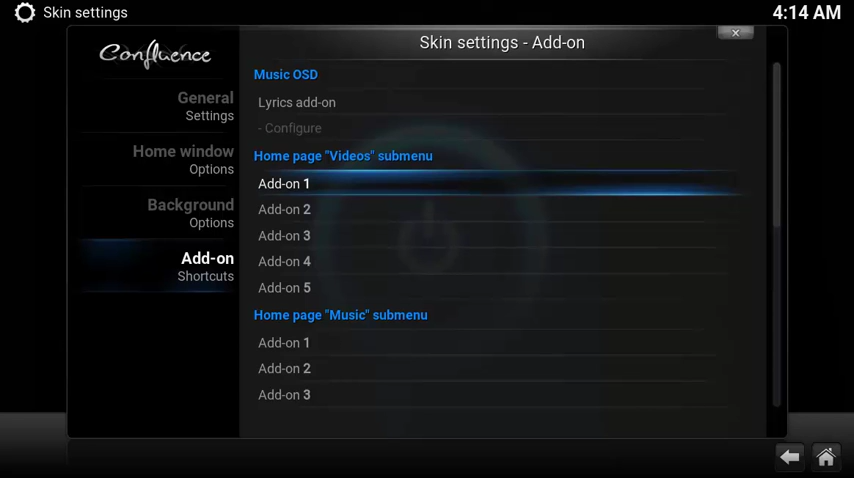 Skin settings
4:14 AM
Confluence
General
Settings
Home window
Options
Background
Options
Add-on
Shortcuts
Skin settings - Add-on
Music OSD
Lyrics add-on
- Configure
Home page "Videos" submenu
Add-on 1
Add-on 2
Add-on 3
Add-on 4
Add-on 5
Home page "Music" submenu
Add-on 1
Add-on 2
Add-on 3